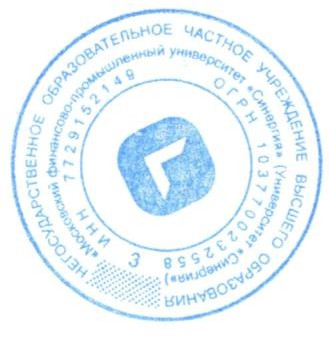 НЕГОСУДАРСТВЕННОЕ ОБРАЗОВАТЕЛЬНОЕ ЧАСТНОЕ УЧРЕЖДЕНИЕ ВЫСШЕГО ОБРАЗОВАНИЯ
«Московский финансово-промышленный университет «Синергия» (Университет «Синергия»)
ИНН 7729152149
ОГРН 1037700232558
3